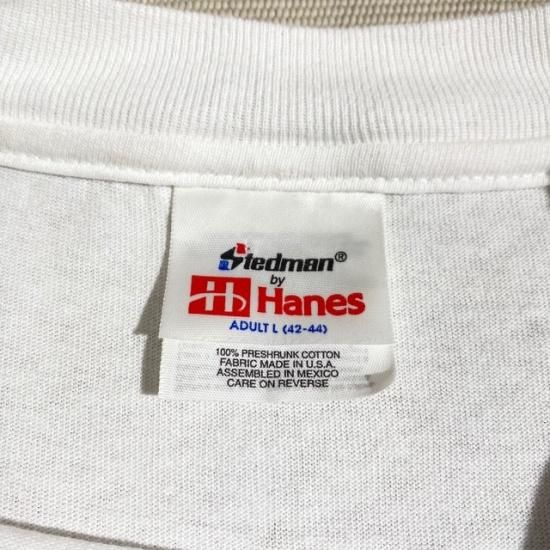 Stedman®
by
Hanes
ADULT L (42-44)
100% PRESHRUNK COTTON
FABRIC MADE IN U.S.A.
ASSEMBLED IN MEXICO
CARE ON REVERSE